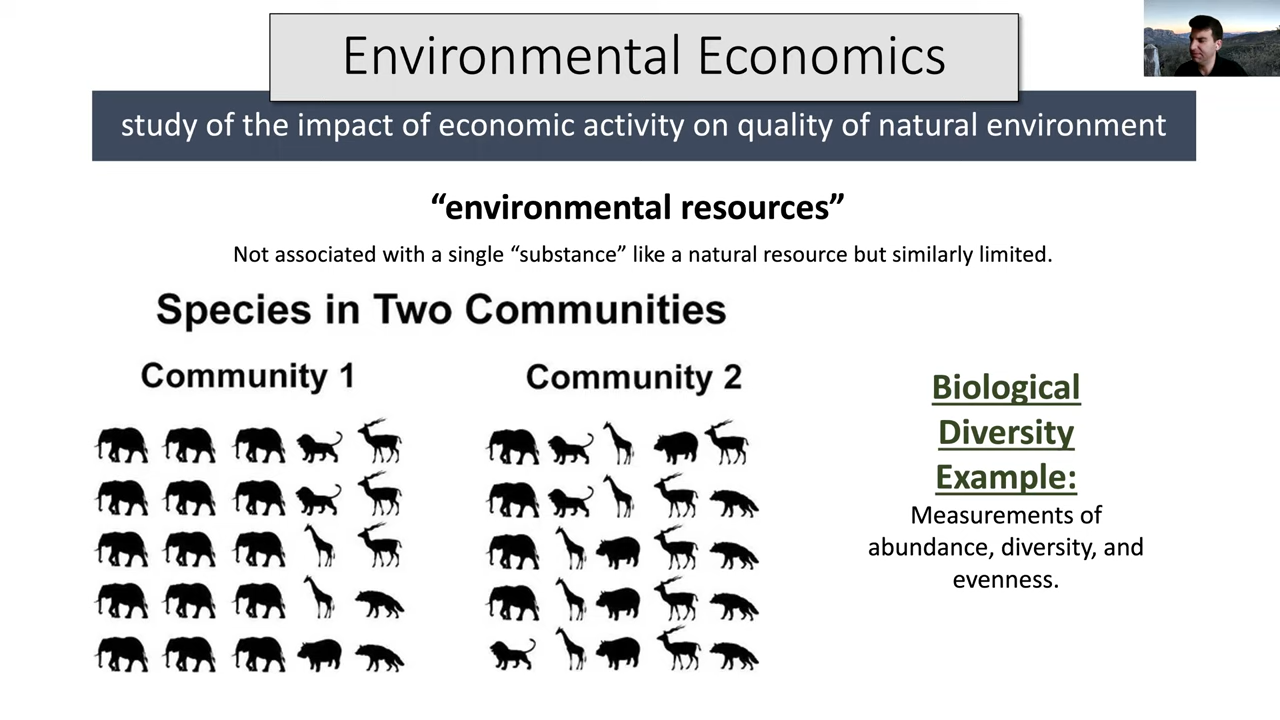 Environmental Economics
study of the impact of economic activity on quality of natural environment
“environmental resources”
Not associated with a single “substance” like a natural resource but similarly limited.
Species in Two Communities
Community 1
Community 2
Biological
Diversity
Example:
Measurements of
abundance, diversity, and
evenness.